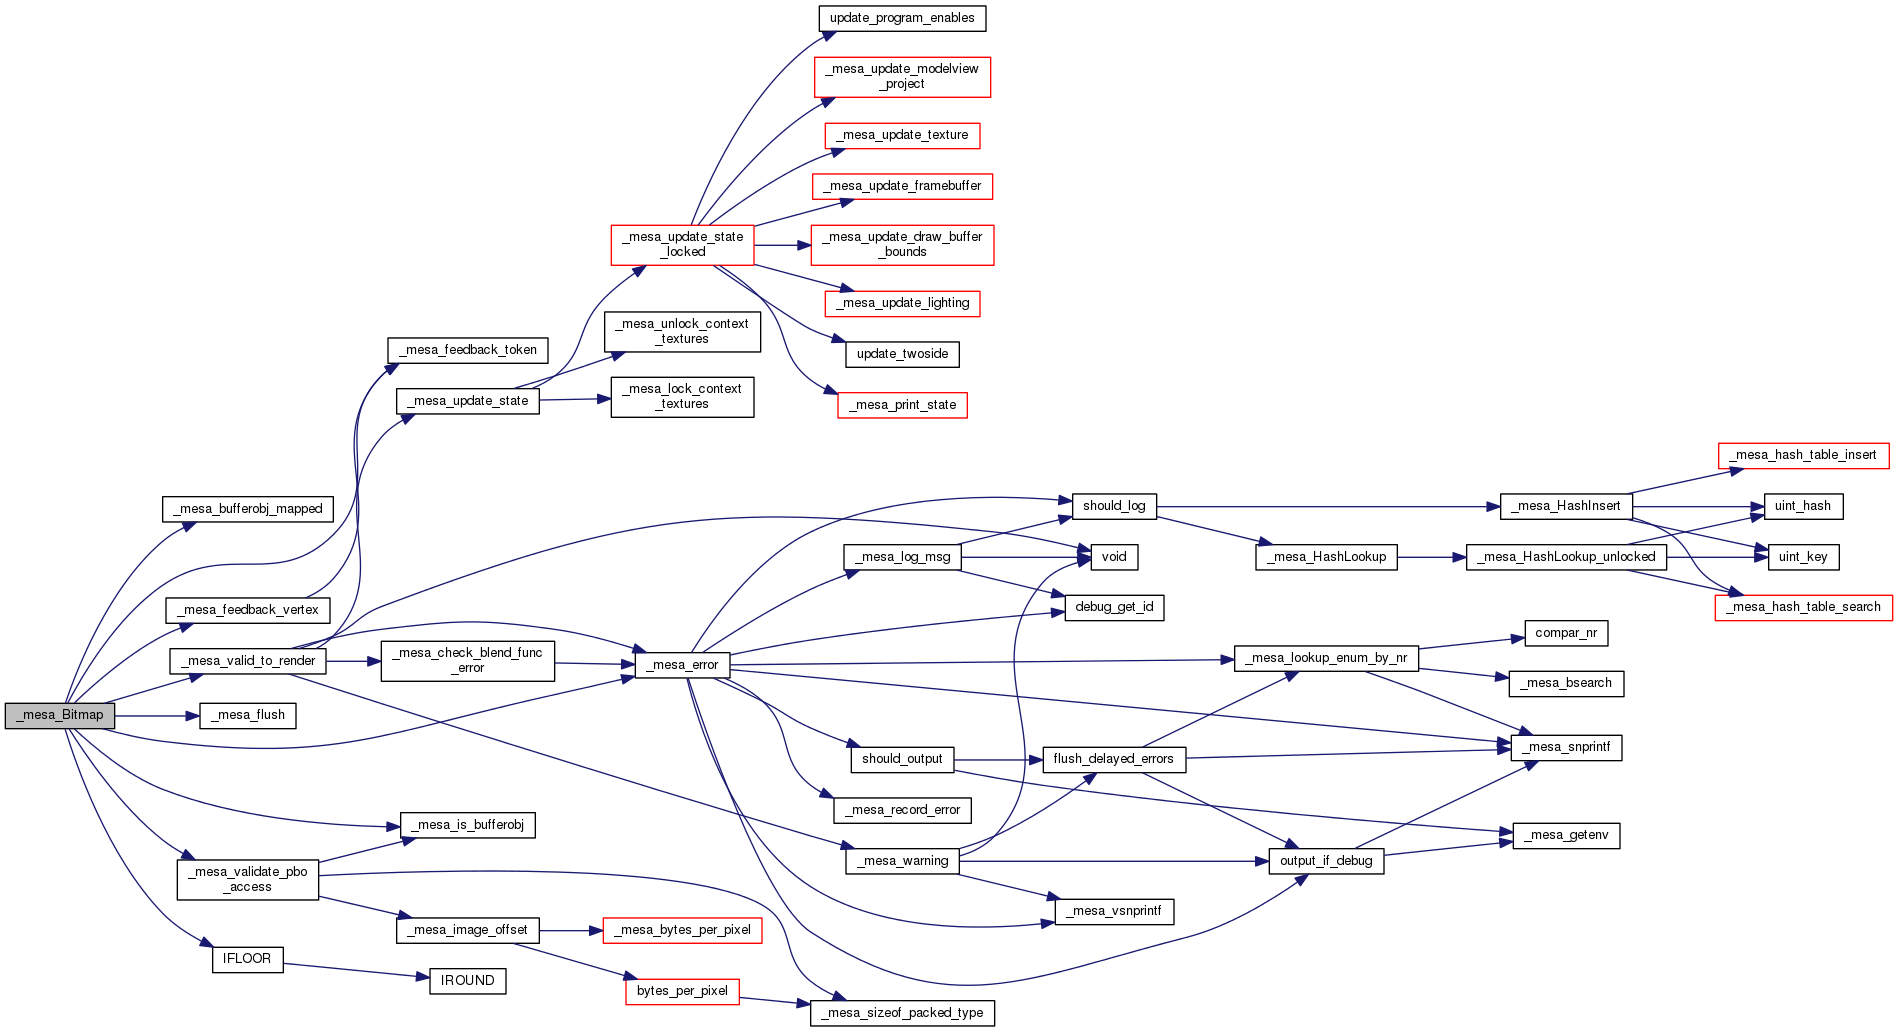 update_program_enables
_mesa_update_modelview
_project
_mesa_update_texture
_mesa_update_framebuffer
_mesa_update_state
_locked
_mesa_update_draw_buffer
_bounds
_mesa_update_lighting
_mesa_unlock_context
_textures
_mesa_feedback_token
update_twoside
_mesa_update_state
_mesa_lock_context
_textures
_mesa_print_state
_mesa_hash_table_insert
_mesa_bufferobj_mapped
should_log
_mesa_HashInsert
uint_hash
_mesa_log_msg
void
_mesa_HashLookup
_mesa_HashLookup_unlocked
uint_key
_mesa_feedback_vertex
debug_get_id
_mesa_hash_table_search
compar_nr
_mesa_valid_to_render
_mesa_check_blend_func
_error
_mesa_error
_mesa_lookup_enum_by_nr
_mesa_bsearch
_mesa_Bitmap
_mesa_flush
_mesa_snprintf
should_output
flush_delayed_errors
_mesa_record_error
_mesa_is_bufferobj
_mesa_getenv
_mesa_validate_pbo
_access
_mesa_warning
output_if_debug
_mesa_vsnprintf
_mesa_image_offset
_mesa_bytes_per_pixel
IFLOOR
IROUND
bytes_per_pixel
_mesa_sizeof_packed_type